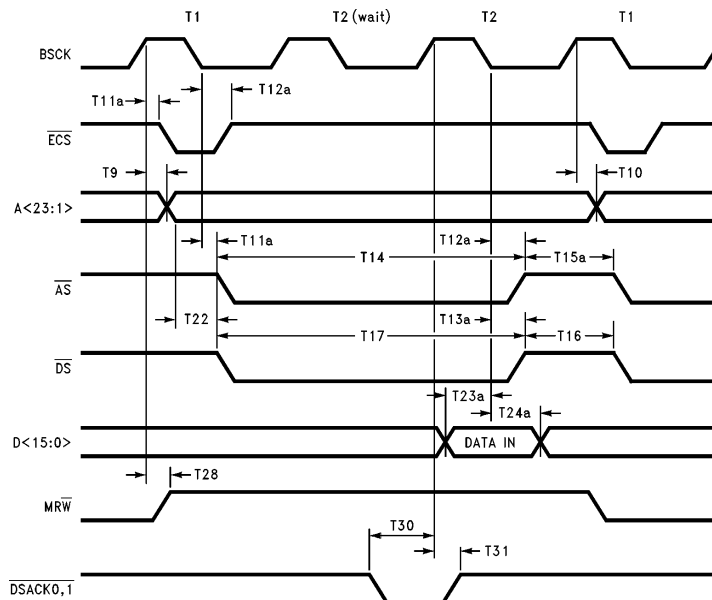 T1 T2 (wait) T2 T1
BSCK
T11a T12a
ECS
T9 T10
A<23:1>
T11a T12a
T14 T15a
AS
T22 T13a
T17 T16
DS
T23a
T24a
D<15:0> DATA IN
T28
MRW
T30
T31
DSACK0,1